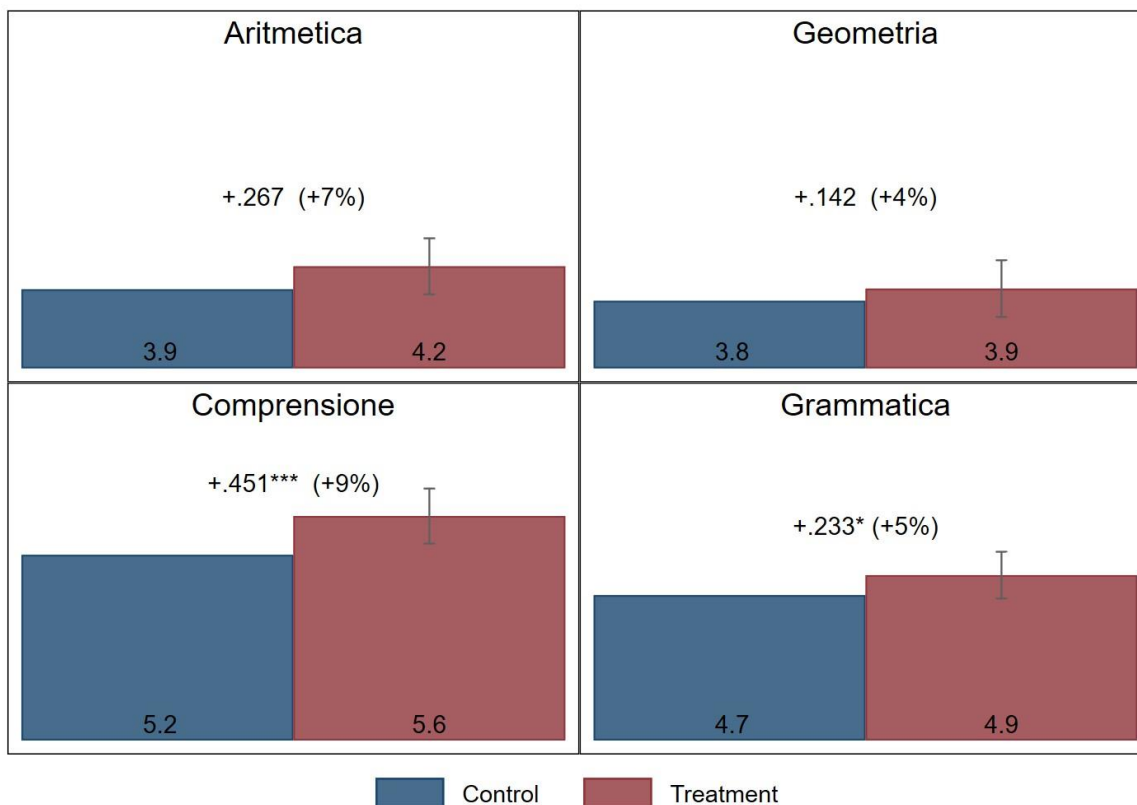 Aritmetica
+.267 (+7%)
3.9 4.2
Geometria
+.142 (+4%)
3.8 3.9
Comprensione
+.451*** (+9%)
5.2 5.6
Grammatica
+.233* (+5%)
4.7 4.9
Control Treatment